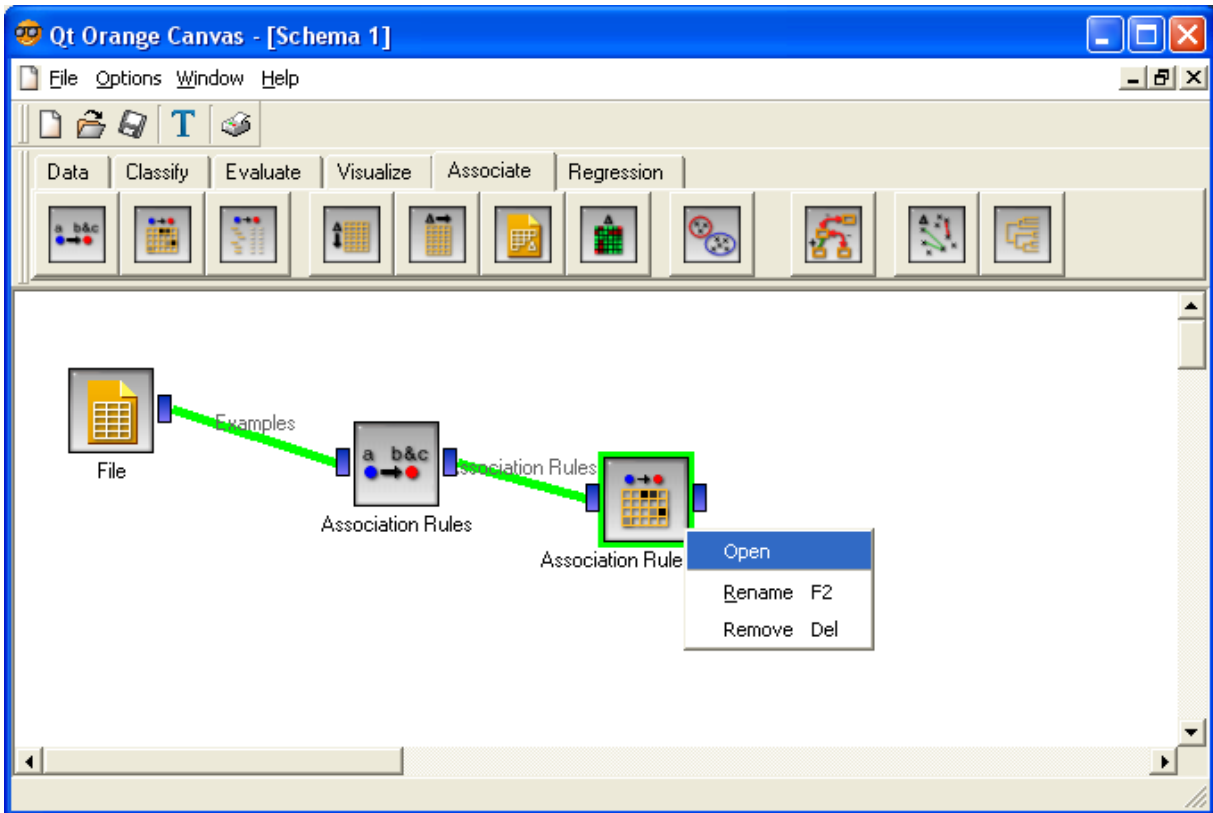 Qt Orange Canvas - [Schema 1]
File Options Window Help
T
Data Classify Evaluate Visualize Associate Regression
a b&c
Examples
a b&c
File
Association Rules
Association Rules
Association Rule
Open
Rename F2
Remove Del